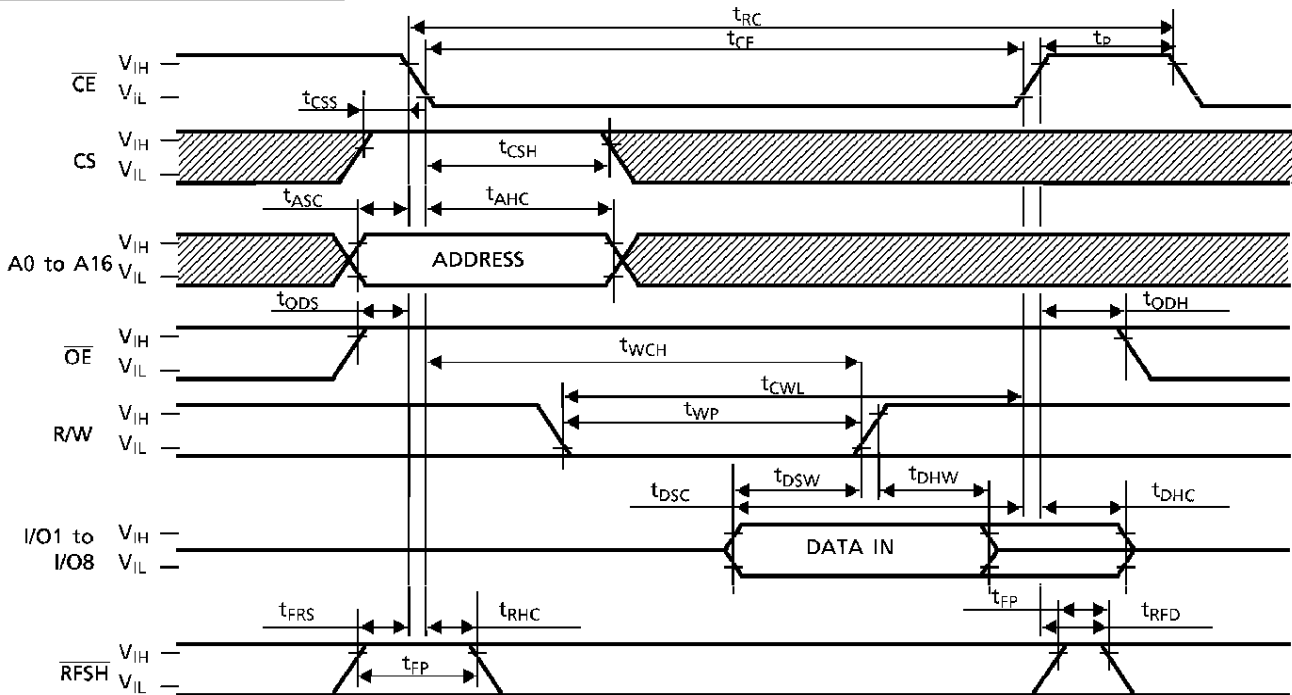 tRC
tCE
tP
CE
VIH
VIL
tCSS
CS
VIH
VIL
tCSH
tASC
tAHC
A0 to A16
VIH
VIL
ADDRESS
tODS
tODH
OE
VIH
VIL
tWCH
tCWL
R/W
VIH
VIL
tWP
tDSC
tDSW
tDHW
tDHC
I/O1 to
I/O8
VIH
VIL
DATA IN
tFRS
tRHC
tFP
tRFD
RFSH
VIH
VIL
tFP